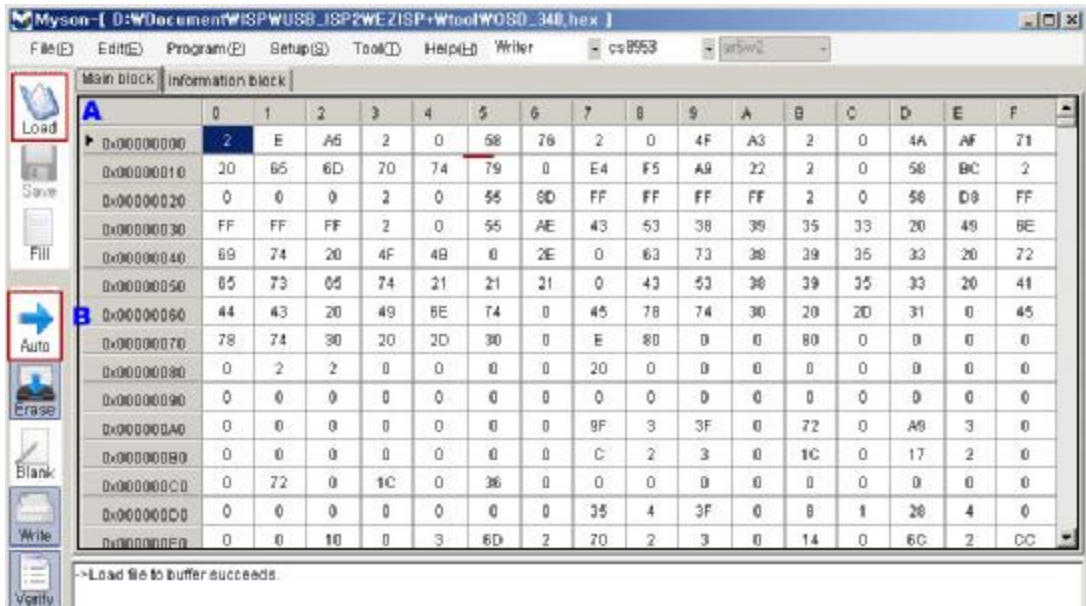 Myson-[ D:₩Document₩ISP₩USB_ISP2₩EZISP+₩tool₩OSD_340.hex ]
File(F) Edit(E) Program(P) Setup(S) Tool(T) Help(H) Writer cs8953
Main block Information block
Load
Save
Fill
Auto
Erase
Blank
Write
Verify
A
B
0 1 2 3 4 5 6 7 8 9 A B C D E F
0x00000000 2 E A5 2 0 58 76 2 0 4F A3 2 0 4A AF 71
0x00000010 20 65 6D 70 74 79 0 E4 F5 A9 22 2 0 58 BC 2
0x00000020 0 0 0 2 0 55 8D FF FF FF FF 2 0 58 D8 FF
0x00000030 FF FF FF 2 0 55 AE 43 53 38 39 35 33 20 49 6E
0x00000040 69 74 20 4F 4B 0 2E 0 63 73 38 39 35 33 20 72
0x00000050 65 73 65 74 21 21 21 0 43 53 38 39 35 33 20 41
0x00000060 44 43 20 49 6E 74 0 45 78 74 30 20 2D 31 0 45
0x00000070 78 74 30 20 2D 30 0 E 80 0 0 80 0 0 0 0
0x00000080 0 2 2 0 0 0 0 20 0 0 0 0 0 0 0 0
0x00000090 0 0 0 0 0 0 0 0 0 0 0 0 0 0 0 0
0x000000A0 0 0 0 0 0 0 0 9F 3 3F 0 72 0 A9 3 0
0x000000B0 0 0 0 0 0 0 0 C 2 3 0 1C 0 17 2 0
0x000000C0 0 72 0 1C 0 36 0 0 0 0 0 0 0 0 0 0
0x000000D0 0 0 0 0 0 0 0 35 4 3F 0 8 1 28 4 0
0x000000E0 0 0 10 0 3 6D 2 70 2 3 0 14 0 6C 2 CC
->Load file to buffer succeeds.